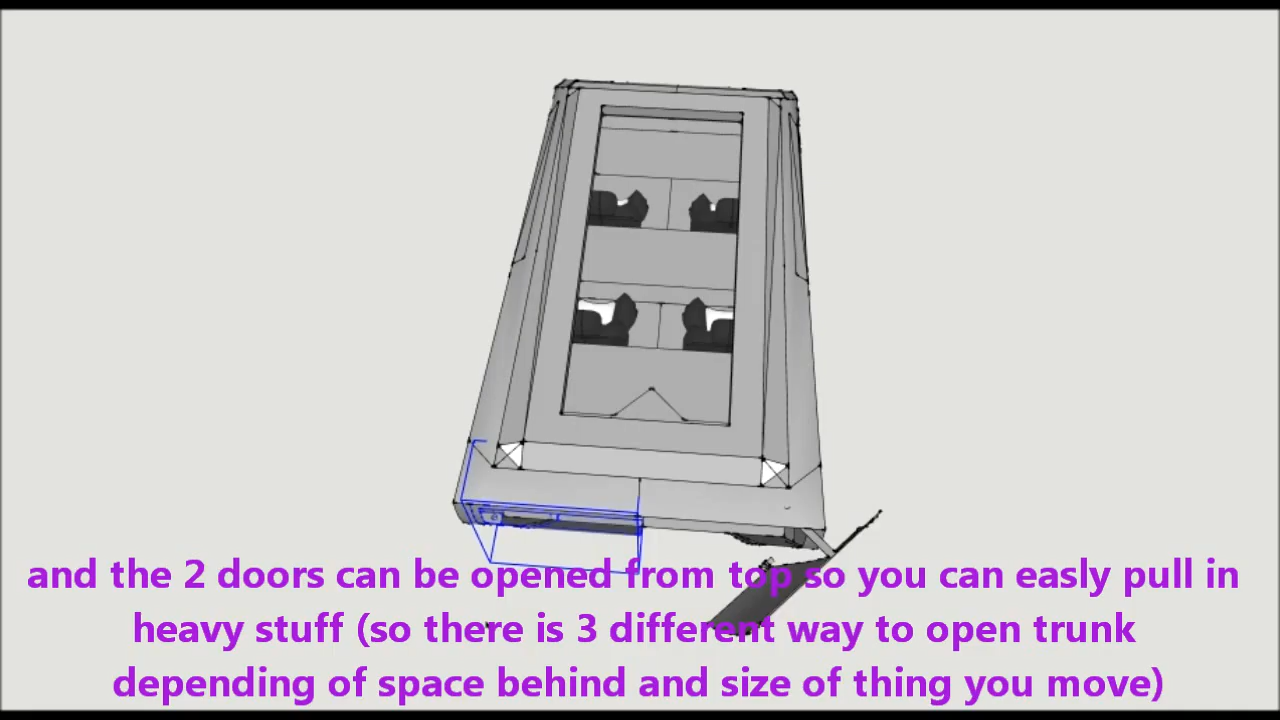 and the 2 doors can be opened from top so you can easly pull in
heavy stuff (so there is 3 different way to open trunk
depending of space behind and size of thing you move)